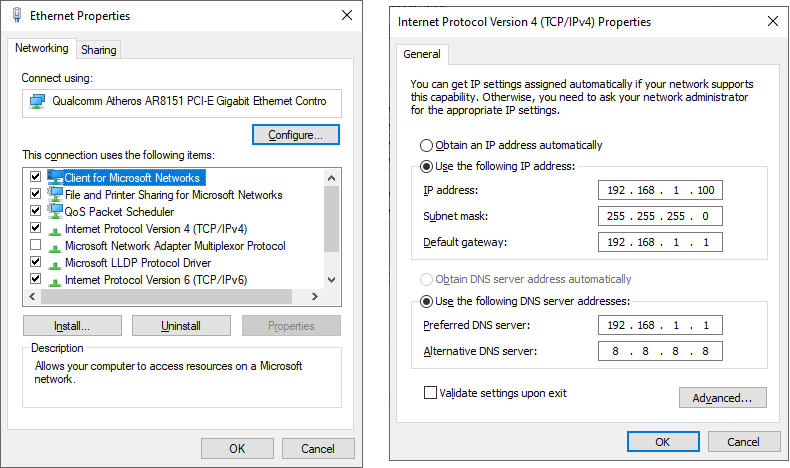 Ethernet Properties
Networking
Sharing
Connect using:
Qualcomm Atheros AR8151 PCI-E Gigabit Ethernet Contro
Configure...
This connection uses the following items:
Client for Microsoft Networks
File and Printer Sharing for Microsoft Networks
QoS Packet Scheduler
Internet Protocol Version 4 (TCP/IPv4)
Microsoft Network Adapter Multiplexor Protocol
Microsoft LLDP Protocol Driver
Internet Protocol Version 6 (TCP/IPv6)
Install...
Uninstall
Properties
Description
Allows your computer to access resources on a Microsoft
network.
OK
Cancel
Internet Protocol Version 4 (TCP/IPv4) Properties
General
You can get IP settings assigned automatically if your network supports
this capability. Otherwise, you need to ask your network administrator
for the appropriate IP settings.
Obtain an IP address automatically
Use the following IP address:
IP address: 192 . 168 . 1 . 100
Subnet mask: 255 . 255 . 255 . 0
Default gateway: 192 . 168 . 1 . 1
Obtain DNS server address automatically
Use the following DNS server addresses:
Preferred DNS server: 192 . 168 . 1 . 1
Alternative DNS server: 8 . 8 . 8 . 8
Validate settings upon exit
Advanced...
OK
Cancel